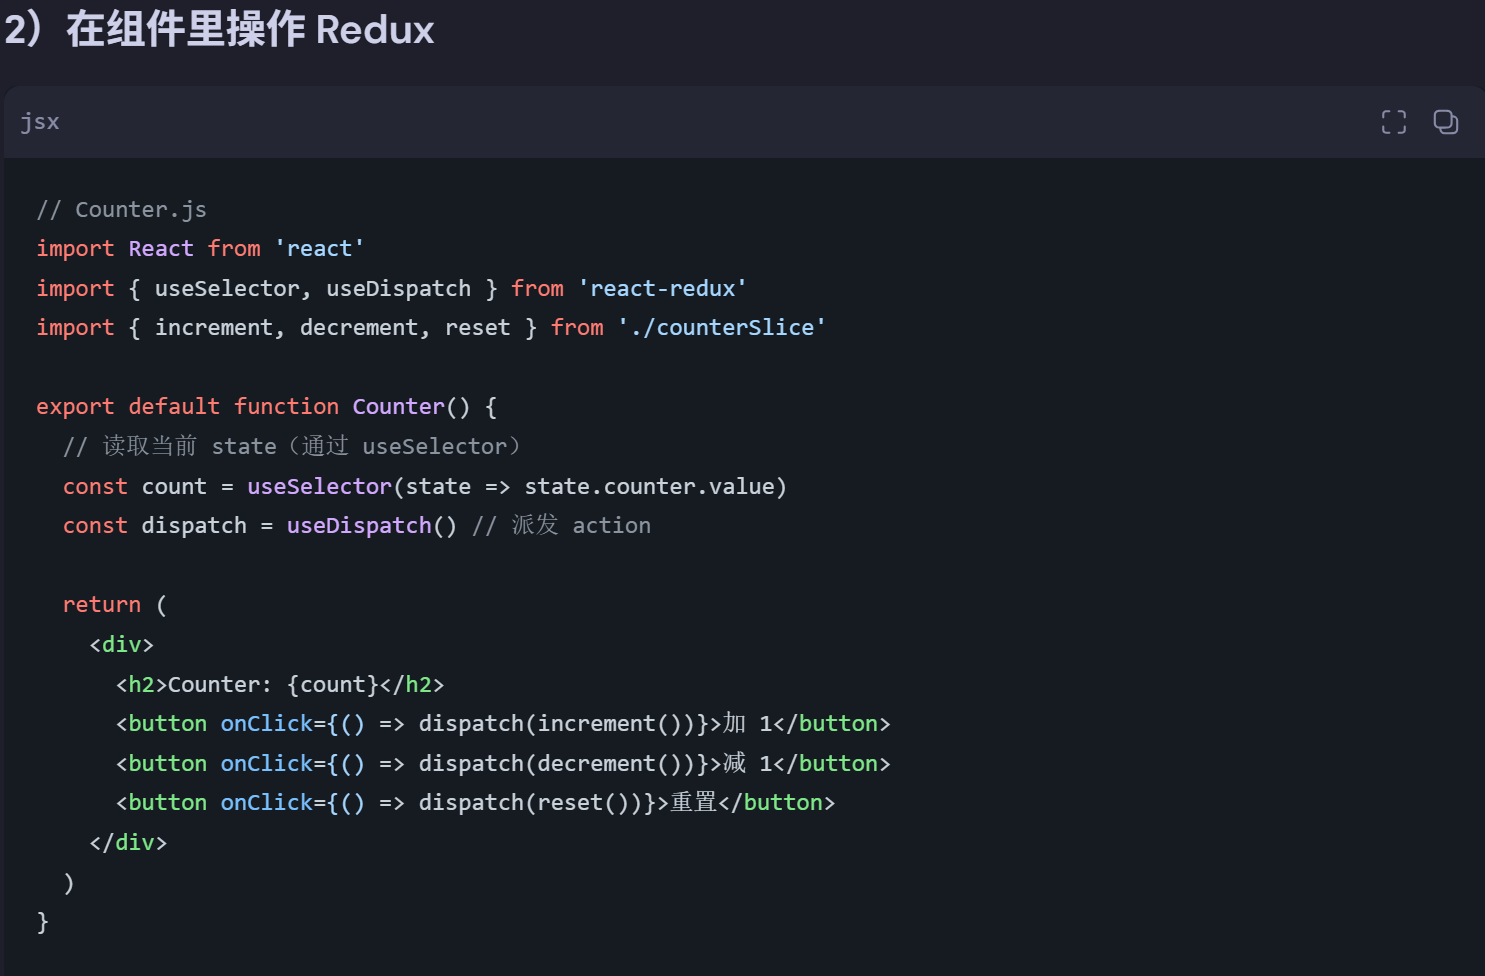 2）在组件里操作 Redux
jsx
// Counter.js
import React from 'react'
import { useSelector, useDispatch } from 'react-redux'
import { increment, decrement, reset } from './counterSlice'
export default function Counter() {
  // 读取当前 state（通过 useSelector）
  const count = useSelector(state => state.counter.value)
  const dispatch = useDispatch() // 派发 action
  return (
    <div>
      <h2>Counter: {count}</h2>
      <button onClick={() => dispatch(increment())}>加 1</button>
      <button onClick={() => dispatch(decrement())}>减 1</button>
      <button onClick={() => dispatch(reset())}>重置</button>
    </div>
  )
}